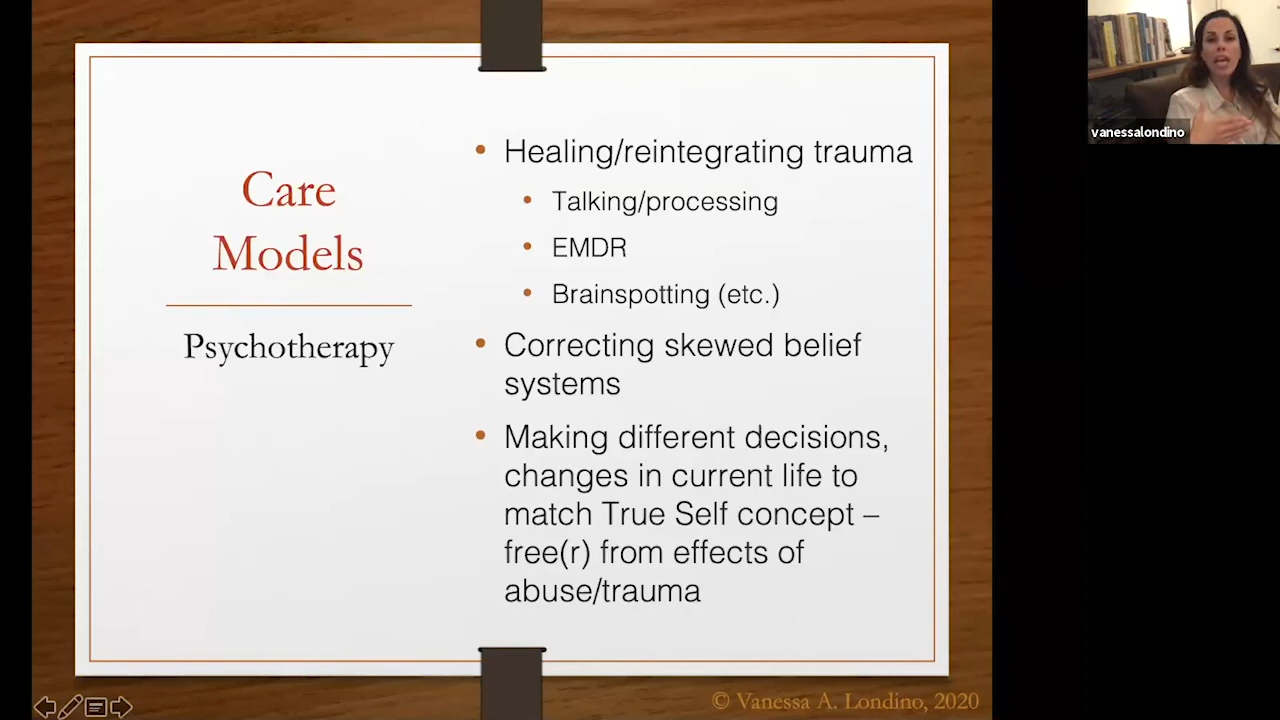 Care
Models
Psychotherapy
• Healing/reintegrating trauma
• Talking/processing
• EMDR
• Brainspotting (etc.)
• Correcting skewed belief
systems
• Making different decisions,
changes in current life to
match True Self concept –
free(r) from effects of
abuse/trauma
© Vanessa A. Londino, 2020
vanessalondino